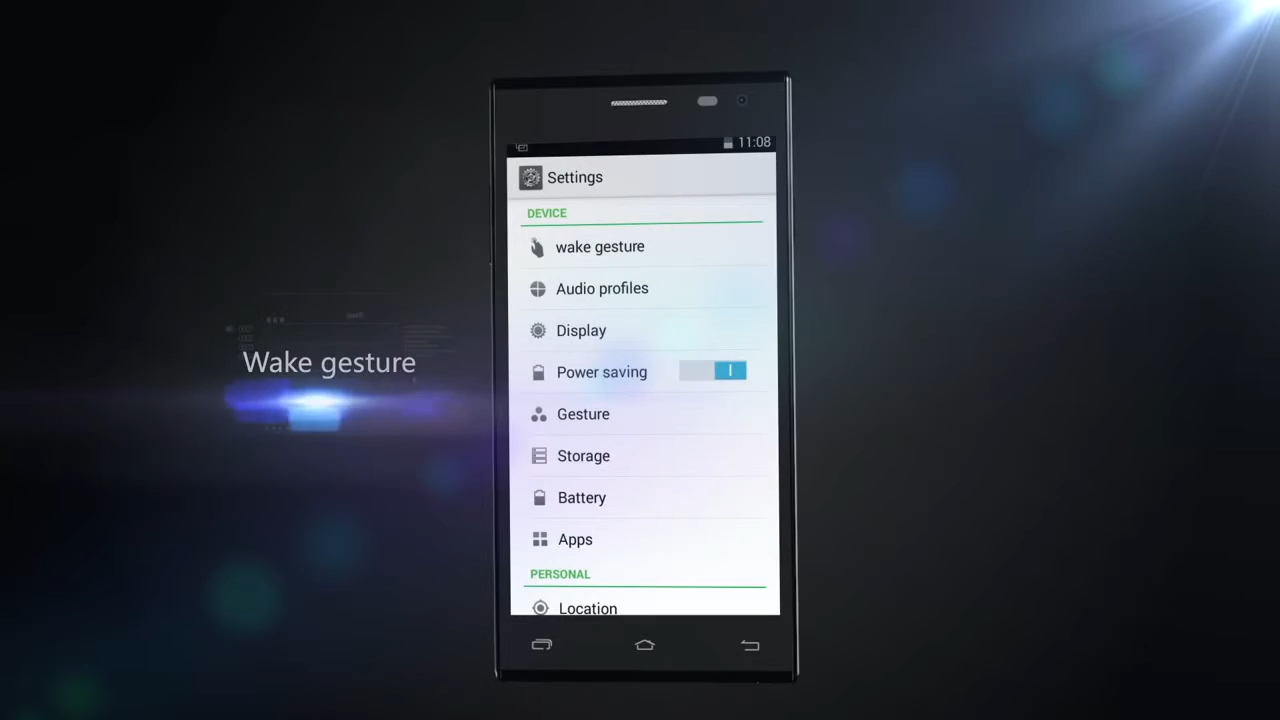 11:08
Settings
DEVICE
wake gesture
Audio profiles
Display
Wake gesture
Power saving
Gesture
Storage
Battery
Apps
PERSONAL
Location